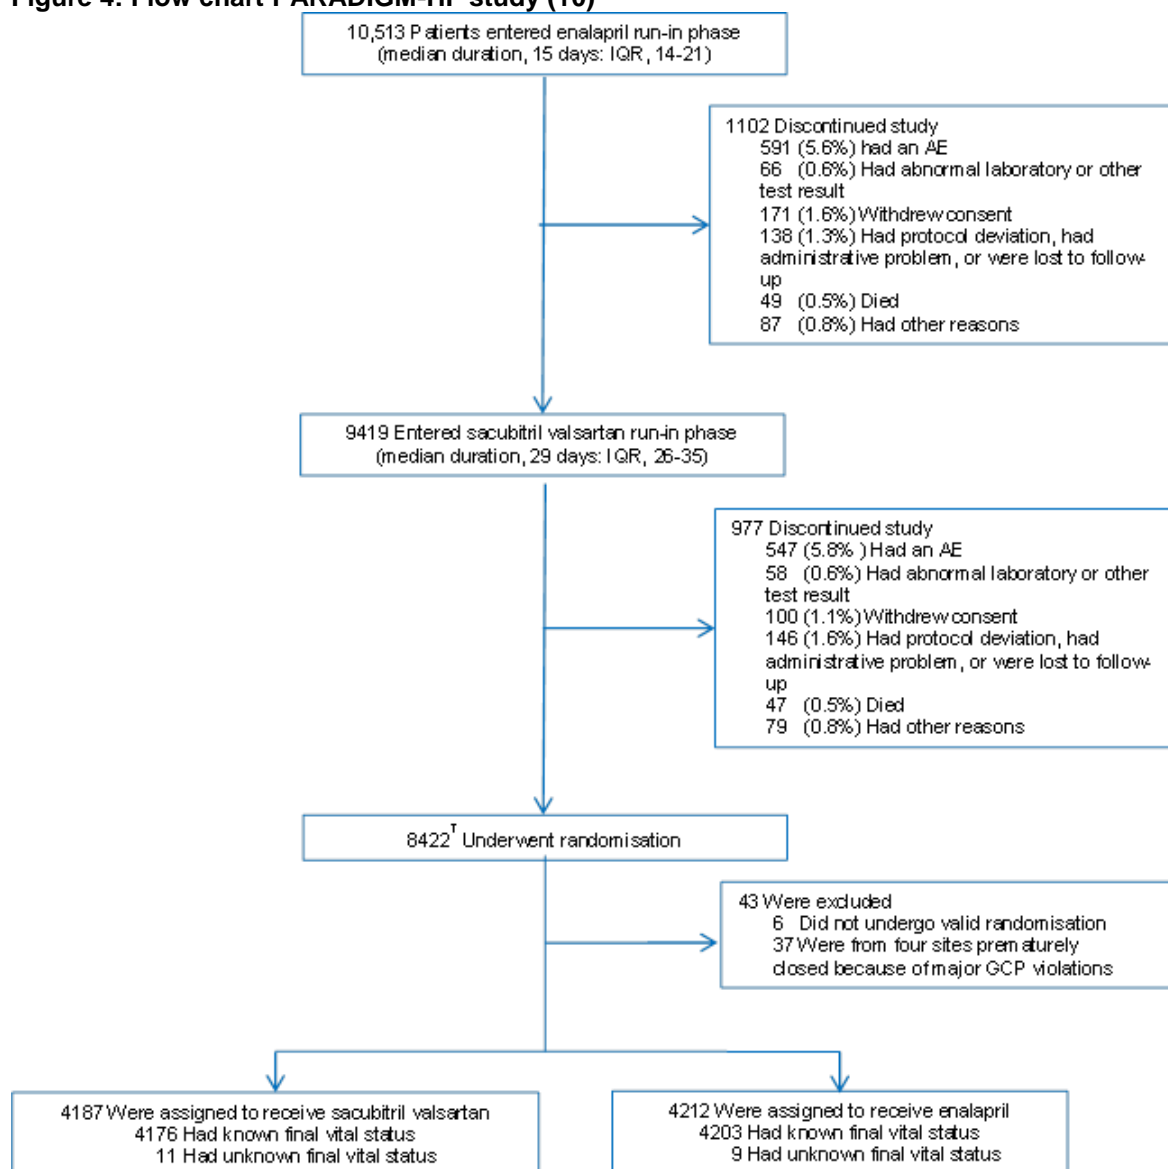 Figure 4: Flow chart PARADIGM-HF study (10)
10,513 Patients entered enalapril run-in phase
(median duration, 15 days: IQR, 14-21)
1102 Discontinued study
591 (5.6%) had an AE
66 (0.6%) Had abnormal laboratory or other
test result
171 (1.6%) Withdrew consent
138 (1.3%) Had protocol deviation, had
administrative problem, or were lost to follow-
up
49 (0.5%) Died
87 (0.8%) Had other reasons
9419 Entered sacubitril valsartan run-in phase
(median duration, 29 days: IQR, 26-35)
977 Discontinued study
547 (5.8% ) Had an AE
58 (0.6%) Had abnormal laboratory or other
test result
100 (1.1%) Withdrew consent
146 (1.6%) Had protocol deviation, had
administrative problem, or were lost to follow-
up
47 (0.5%) Died
79 (0.8%) Had other reasons
8422ᵀ Underwent randomisation
43 Were excluded
6 Did not undergo valid randomisation
37 Were from four sites prematurely
closed because of major GCP violations
4187 Were assigned to receive sacubitril valsartan
4176 Had known final vital status
11 Had unknown final vital status
4212 Were assigned to receive enalapril
4203 Had known final vital status
9 Had unknown final vital status